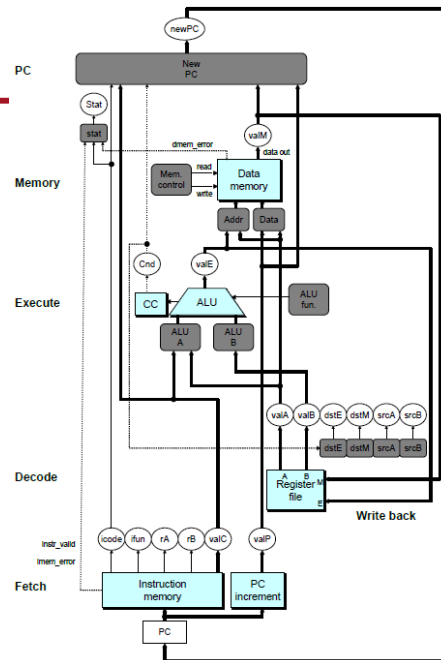 newPC
PC
New
PC
Stat
stat
valM
data out
dmem_error
Memory
Mem.
control
read
write
Data
memory
Addr
Data
Cnd
valE
Execute
CC
ALU
ALU
fun.
ALU
A
ALU
B
valA
valB
dstE
dstM
srcA
srcB
dstE
dstM
srcA
srcB
Decode
A
B
M
Register
file
E
Write back
instr_valid
imem_error
icode
ifun
rA
rB
valC
valP
Fetch
Instruction
memory
PC
increment
PC